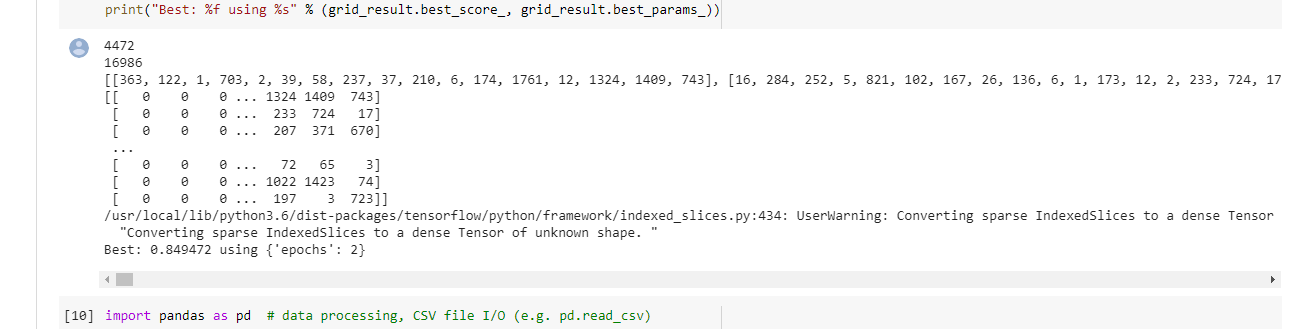 print("Best: %f using %s" % (grid_result.best_score_, grid_result.best_params_))
4472
16986
[[363, 122, 1, 703, 2, 39, 58, 237, 37, 210, 6, 174, 1761, 12, 1324, 1409, 743], [16, 284, 252, 5, 821, 102, 167, 26, 136, 6, 1, 173, 12, 2, 233, 724, 17
[[ 0 0 0 ... 1324 1409 743]
[ 0 0 0 ... 233 724 17]
[ 0 0 0 ... 207 371 670]
...
[ 0 0 0 ... 72 65 3]
[ 0 0 0 ... 1022 1423 74]
[ 0 0 0 ... 197 3 723]]
/usr/local/lib/python3.6/dist-packages/tensorflow/python/framework/indexed_slices.py:434: UserWarning: Converting sparse IndexedSlices to a dense Tensor
"Converting sparse IndexedSlices to a dense Tensor of unknown shape. "
Best: 0.849472 using {'epochs': 2}
[10] import pandas as pd # data processing, CSV file I/O (e.g. pd.read_csv)